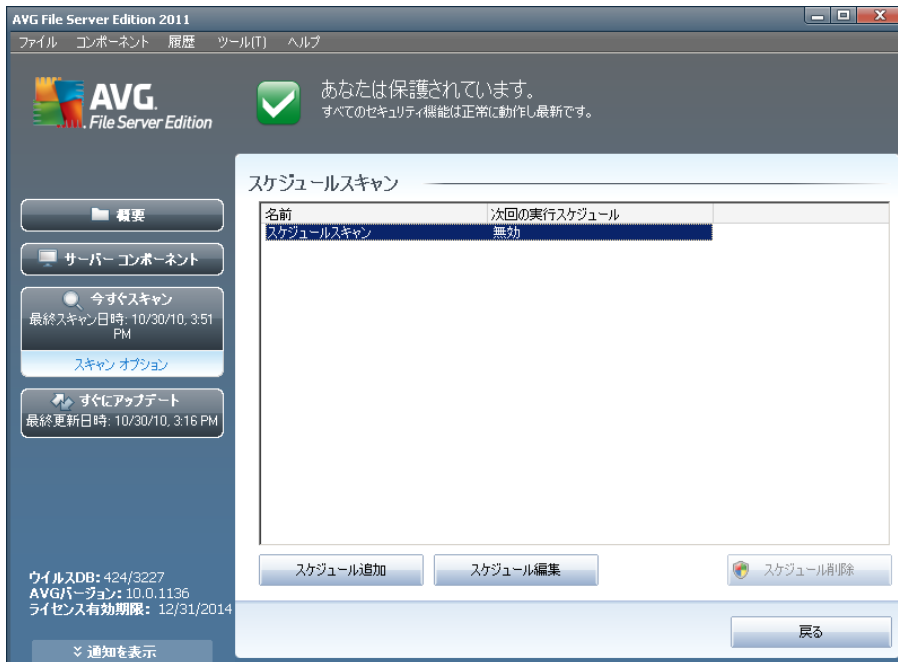 AVG File Server Edition 2011
ファイル コンポーネント 履歴 ツール(T) ヘルプ
AVG.
File Server Edition
あなたは保護されています。
すべてのセキュリティ機能は正常に動作し最新です。
概要
サーバー コンポーネント
今すぐスキャン
最終スキャン日時: 10/30/10, 3:51
PM
スキャン オプション
すぐにアップデート
最終更新日時: 10/30/10, 3:16 PM
ウイルスDB: 424/3227
AVGバージョン: 10.0.1136
ライセンス有効期限: 12/31/2014
通知を表示
スケジュールスキャン
名前 次回の実行スケジュール
スケジュールスキャン 無効
スケジュール追加 スケジュール編集 スケジュール削除
戻る